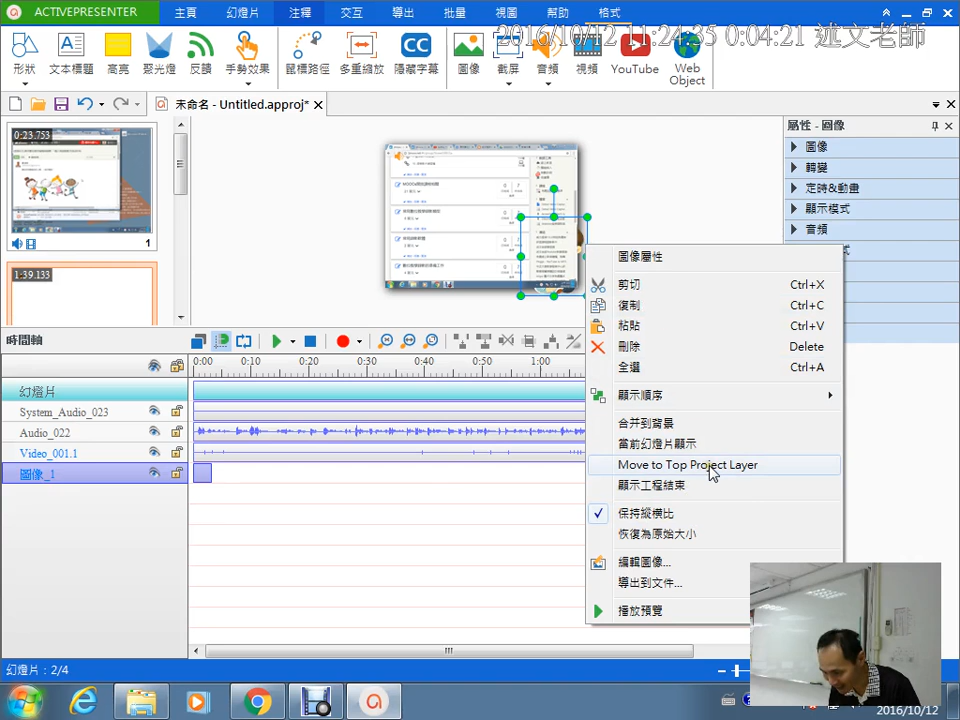 ACTIVEPRESENTER
主頁 幻燈片 注釋 交互 導出 批量 視圖 幫助 格式
2016/10/12 11:24:35 0:04:21 述文老師
形狀 文本標題 高亮 聚光燈 反饋 手勢效果 鼠標路徑 多重縮放 隱藏字幕 圖像 截屏 音頻 視頻 YouTube Web Object
CC
未命名 - Untitled.approj*
0:23.753
1
1:39.133
屬性 - 圖像
圖像
轉變
定時&動畫
顯示模式
音頻
式
圖像屬性
剪切 Ctrl+X
復制 Ctrl+C
粘貼 Ctrl+V
刪除 Delete
全選 Ctrl+A
顯示順序
合并到背景
當前幻燈片顯示
Move to Top Project Layer
顯示工程結束
保持縱橫比
恢復為原始大小
編輯圖像...
導出到文件...
播放預覽
時間軸
0:00 0:10 0:20 0:30 0:40 0:50 1:00
幻燈片
System_Audio_023
Audio_022
Video_001.1
圖像_1
幻燈片：2/4
2016/10/12